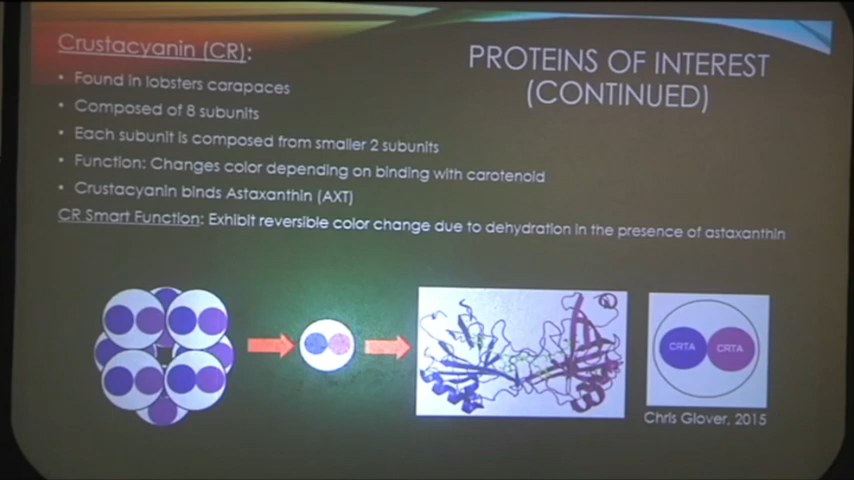 Crustacyanin (CR):
PROTEINS OF INTEREST
(CONTINUED)
• Found in lobsters carapaces
• Composed of 8 subunits
• Each subunit is composed from smaller 2 subunits
• Function: Changes color depending on binding with carotenoid
• Crustacyanin binds Astaxanthin (AXT)
CR Smart Function: Exhibit reversible color change due to dehydration in the presence of astaxanthin
CRTA CRTA
Chris Glover, 2015